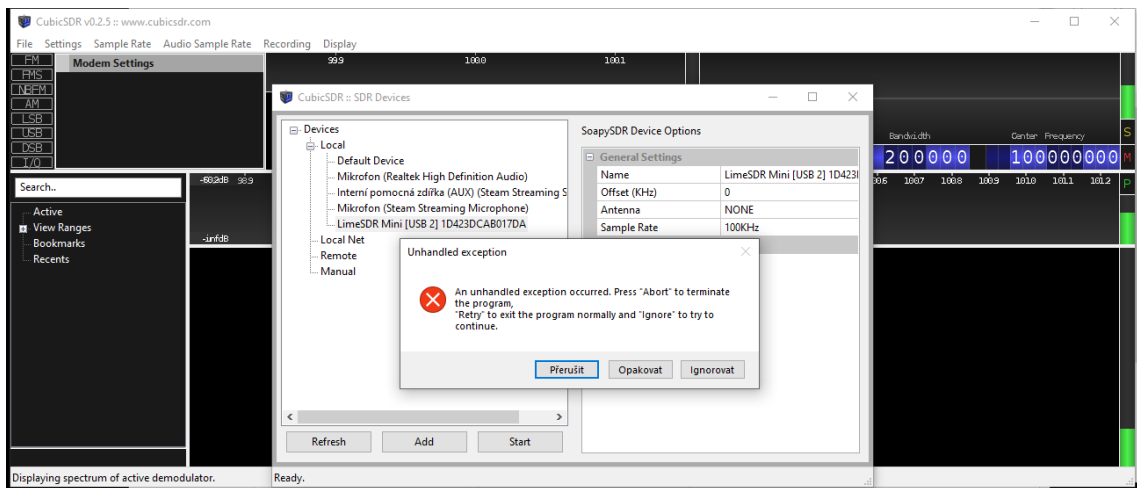 CubicSDR v0.2.5 :: www.cubicsdr.com
File Settings Sample Rate Audio Sample Rate Recording Display
FM
FMS
NBFM
AM
LSB
USB
DSB
I/Q
Modem Settings
99.9 100.0 100.1
CubicSDR :: SDR Devices
Devices
Local
Default Device
Mikrofon (Realtek High Definition Audio)
Interní pomocná zdířka (AUX) (Steam Streaming S
Mikrofon (Steam Streaming Microphone)
LimeSDR Mini [USB 2] 1D423DCAB017DA
Local Net
Remote
Manual
SoapySDR Device Options
General Settings
Name LimeSDR Mini [USB 2] 1D423
Offset (KHz) 0
Antenna NONE
Sample Rate 100KHz
Refresh Add Start
Ready.
Unhandled exception
An unhandled exception occurred. Press "Abort" to terminate
the program,
"Retry" to exit the program normally and "Ignore" to try to
continue.
Přerušit Opakovat Ignorovat
Bandwidth Center Frequency
200000 100000000
S
M
P
100.7 100.8 100.9 101.0 101.1 101.2
Search..
Active
View Ranges
Bookmarks
Recents
98.9
-infdB
Displaying spectrum of active demodulator.